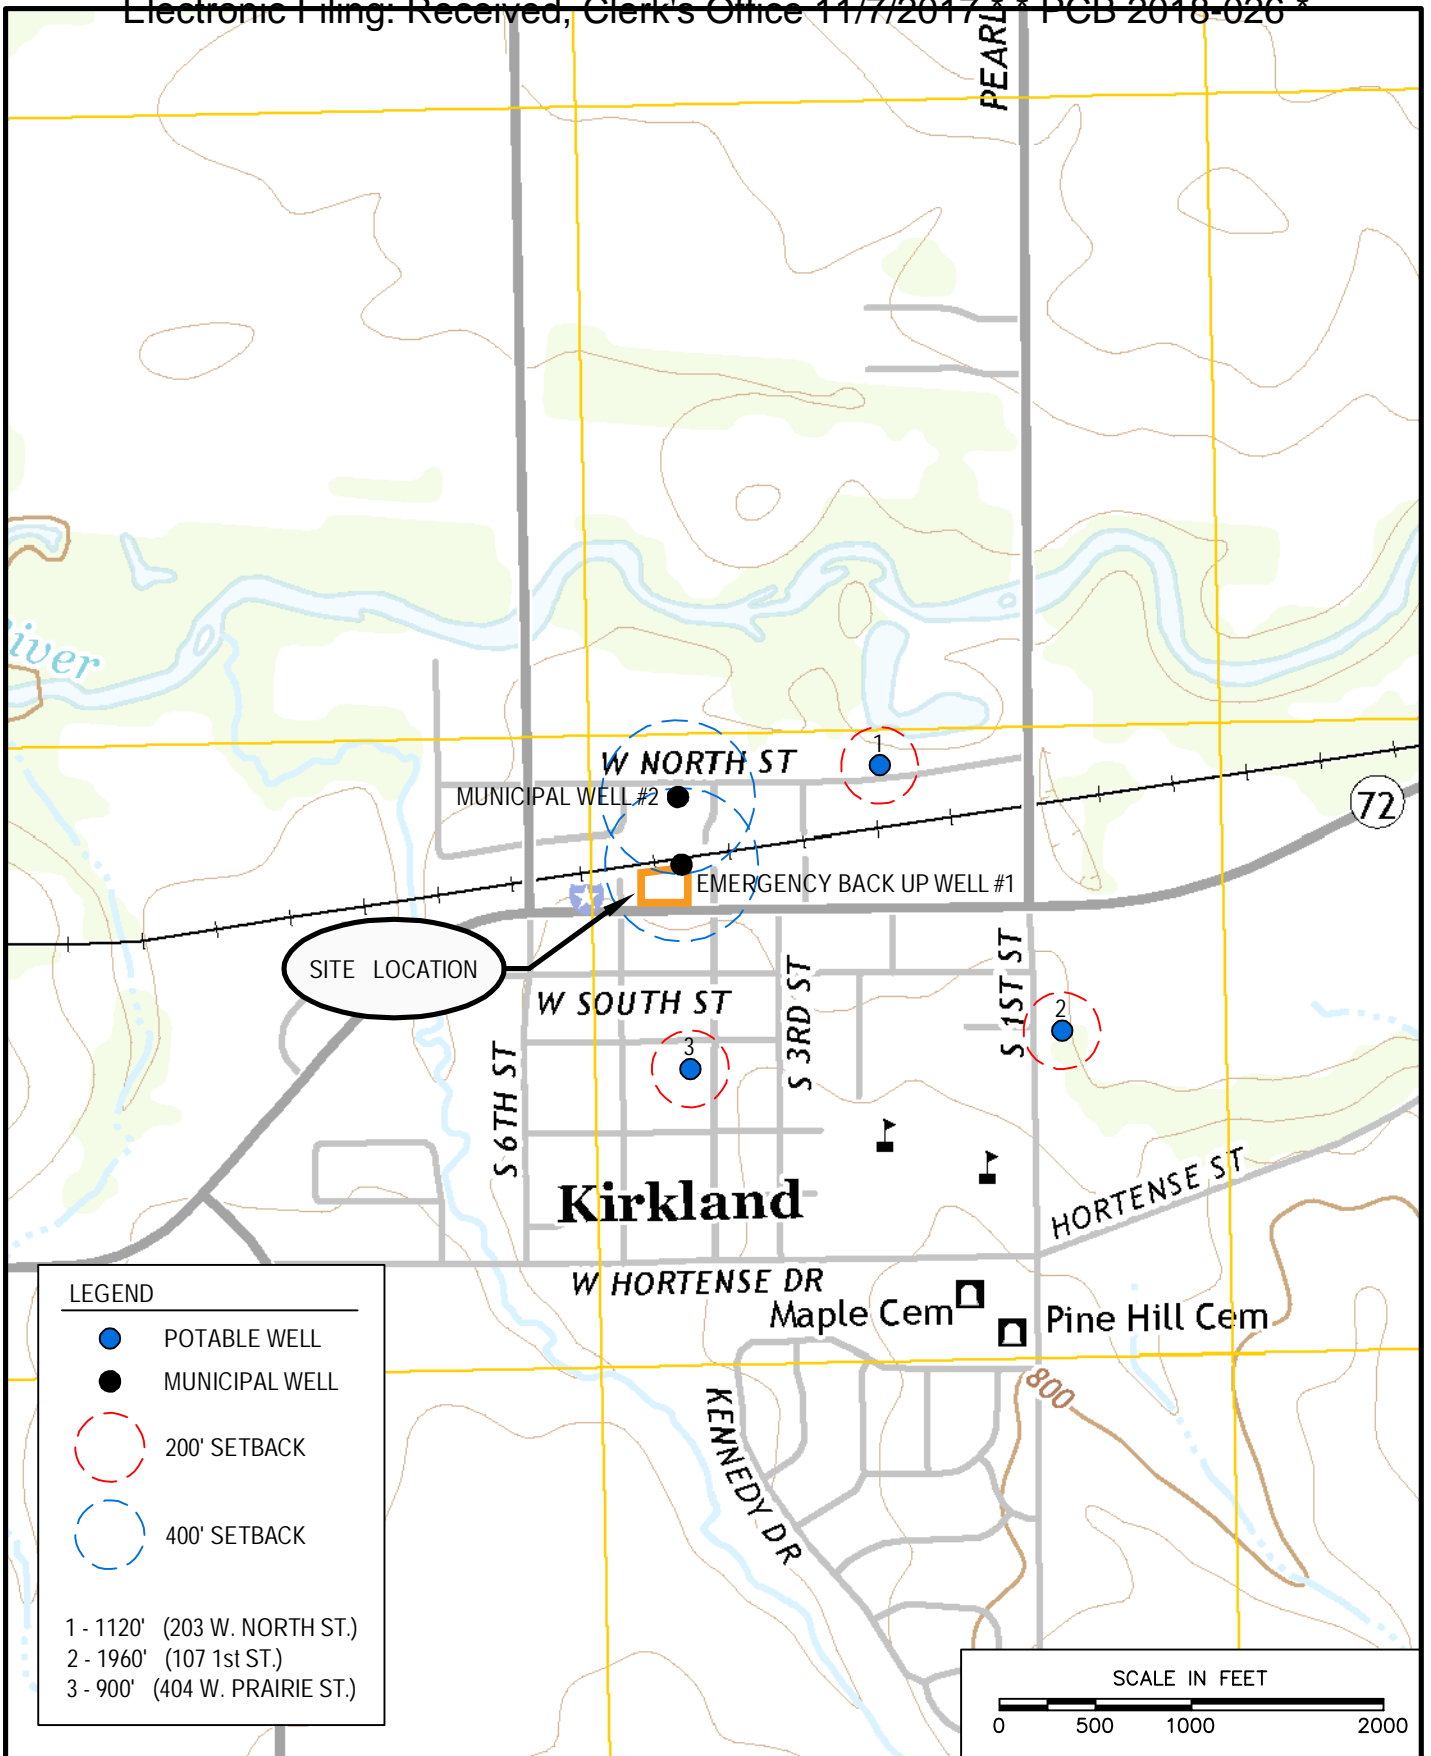 Electronic Filing: Received, Clerk's Office 11/7/2017 * * PCB 2018-026 *
PEARL
iver
W NORTH ST
1
MUNICIPAL WELL #2
72
EMERGENCY BACK UP WELL #1
SITE LOCATION
W SOUTH ST
S 3RD ST
S 1ST ST
2
3
S 6TH ST
Kirkland
HORTENSE ST
W HORTENSE DR
Maple Cem
Pine Hill Cem
800
KENNEDY DR
LEGEND
POTABLE WELL
MUNICIPAL WELL
200' SETBACK
400' SETBACK
1 - 1120' (203 W. NORTH ST.)
2 - 1960' (107 1st ST.)
3 - 900' (404 W. PRAIRIE ST.)
SCALE IN FEET
0 500 1000 2000